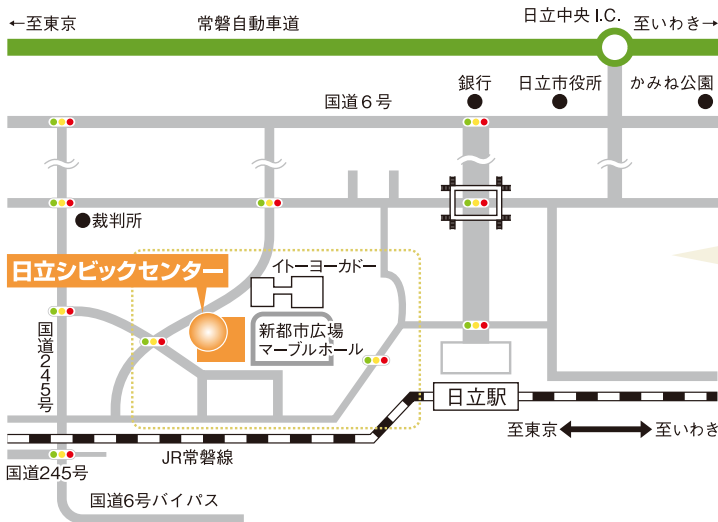 日立中央 I.C.
←至東京
常磐自動車道
至いわき→
銀行
日立市役所
かみね公園
国道6号
裁判所
日立シビックセンター
イトーヨーカドー
新都市広場
マーブルホール
国道245号
日立駅
至東京
至いわき
JR常磐線
国道245号
国道6号バイパス